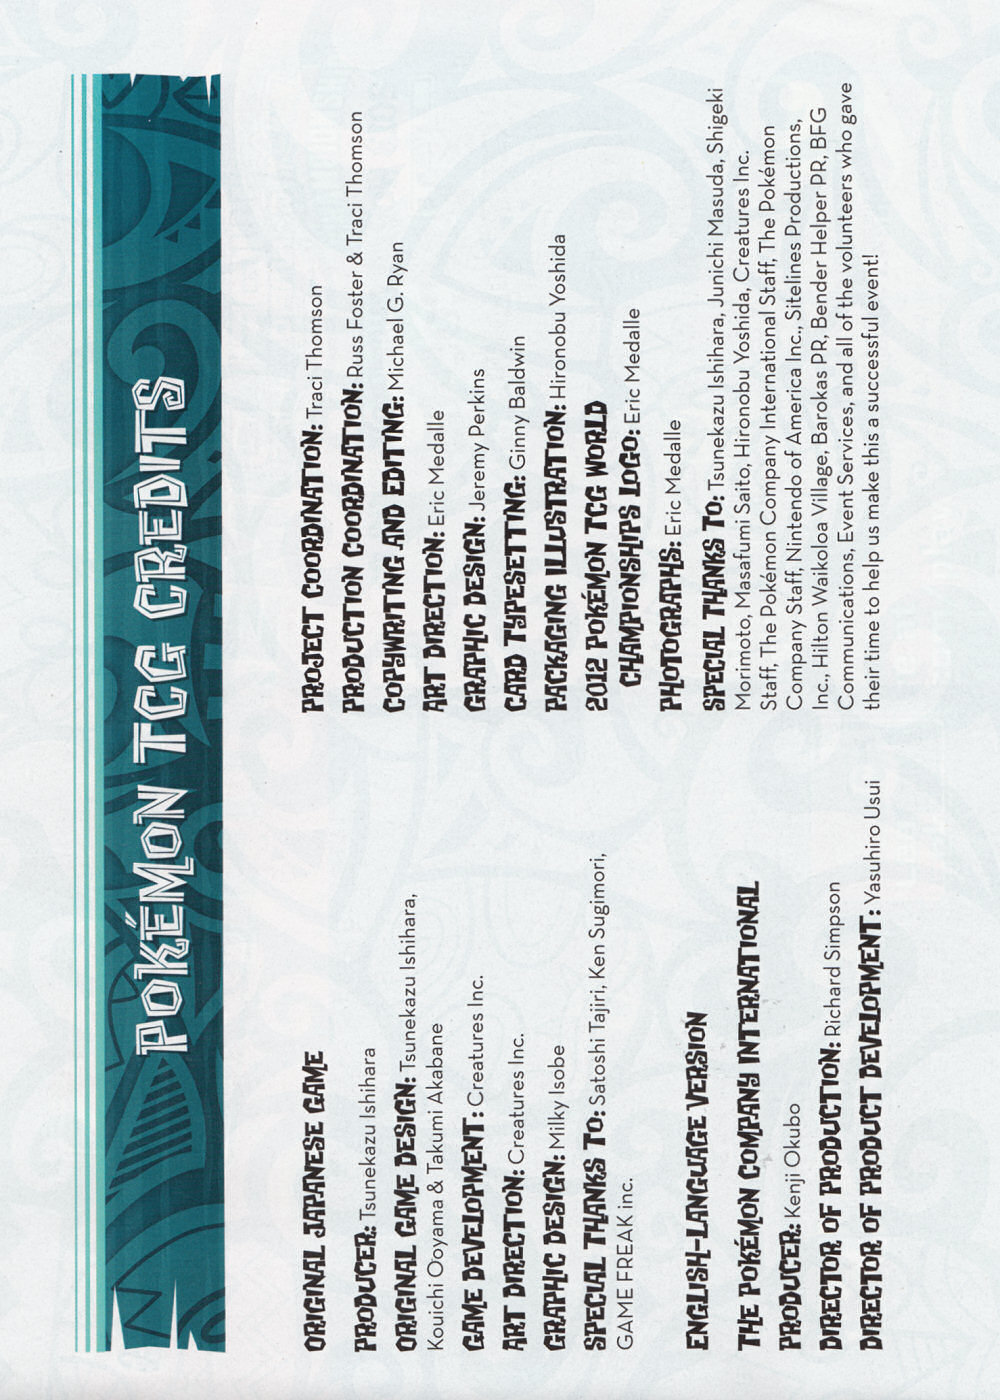 POKÉMON TCG CREDITS
ORIGINAL JAPANESE GAME
PRODUCER: Tsunekazu Ishihara
ORIGINAL GAME DESIGN: Tsunekazu Ishihara,
Kouichi Ooyama & Takumi Akabane
GAME DEVELOPMENT: Creatures Inc.
ART DIRECTION: Creatures Inc.
GRAPHIC DESIGN: Milky Isobe
SPECIAL THANKS TO: Satoshi Tajiri, Ken Sugimori,
GAME FREAK inc.
ENGLISH-LANGUAGE VERSION
THE POKÉMON COMPANY INTERNATIONAL
PRODUCER: Kenji Okubo
DIRECTOR OF PRODUCTION: Richard Simpson
DIRECTOR OF PRODUCT DEVELOPMENT: Yasuhiro Usui
PROJECT COORDINATION: Traci Thomson
PRODUCTION COORDINATION: Russ Foster & Traci Thomson
COPYWRITING AND EDITING: Michael G. Ryan
ART DIRECTION: Eric Medalle
GRAPHIC DESIGN: Jeremy Perkins
CARD TYPESETTING: Ginny Baldwin
PACKAGING ILLUSTRATION: Hironobu Yoshida
2012 POKÉMON TCG WORLD
CHAMPIONSHIPS LOGO: Eric Medalle
PHOTOGRAPHS: Eric Medalle
SPECIAL THANKS TO: Tsunekazu Ishihara, Junichi Masuda, Shigeki
Morimoto, Masafumi Saito, Hironobu Yoshida, Creatures Inc.
Staff, The Pokémon Company International Staff, The Pokémon
Company Staff, Nintendo of America Inc., Sitelines Productions,
Inc., Hilton Waikoloa Village, Barokas PR, Bender Helper PR, BFG
Communications, Event Services, and all of the volunteers who gave
their time to help us make this a successful event!